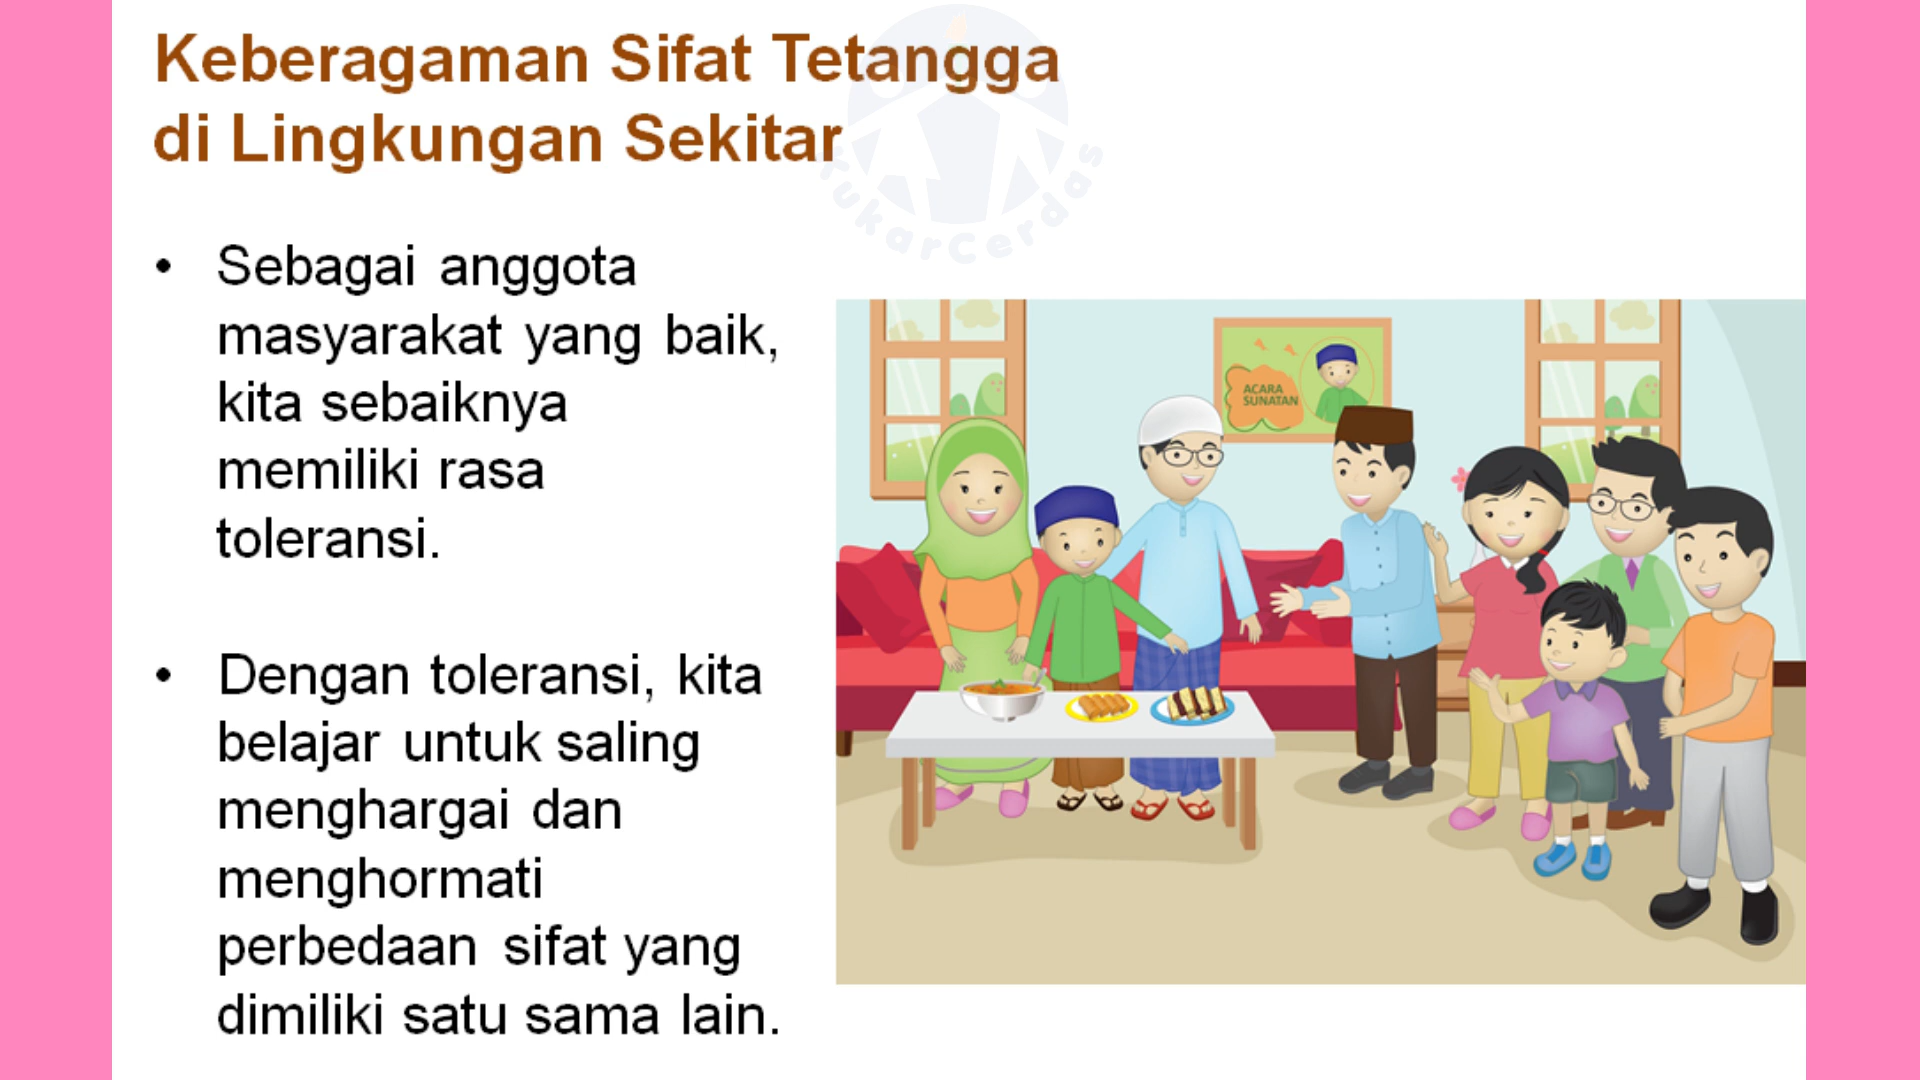 Keberagaman Sifat Tetangga
di Lingkungan Sekitar
TukarCerdas
• Sebagai anggota
masyarakat yang baik,
kita sebaiknya
memiliki rasa
toleransi.
• Dengan toleransi, kita
belajar untuk saling
menghargai dan
menghormati
perbedaan sifat yang
dimiliki satu sama lain.
ACARA
SUNATAN